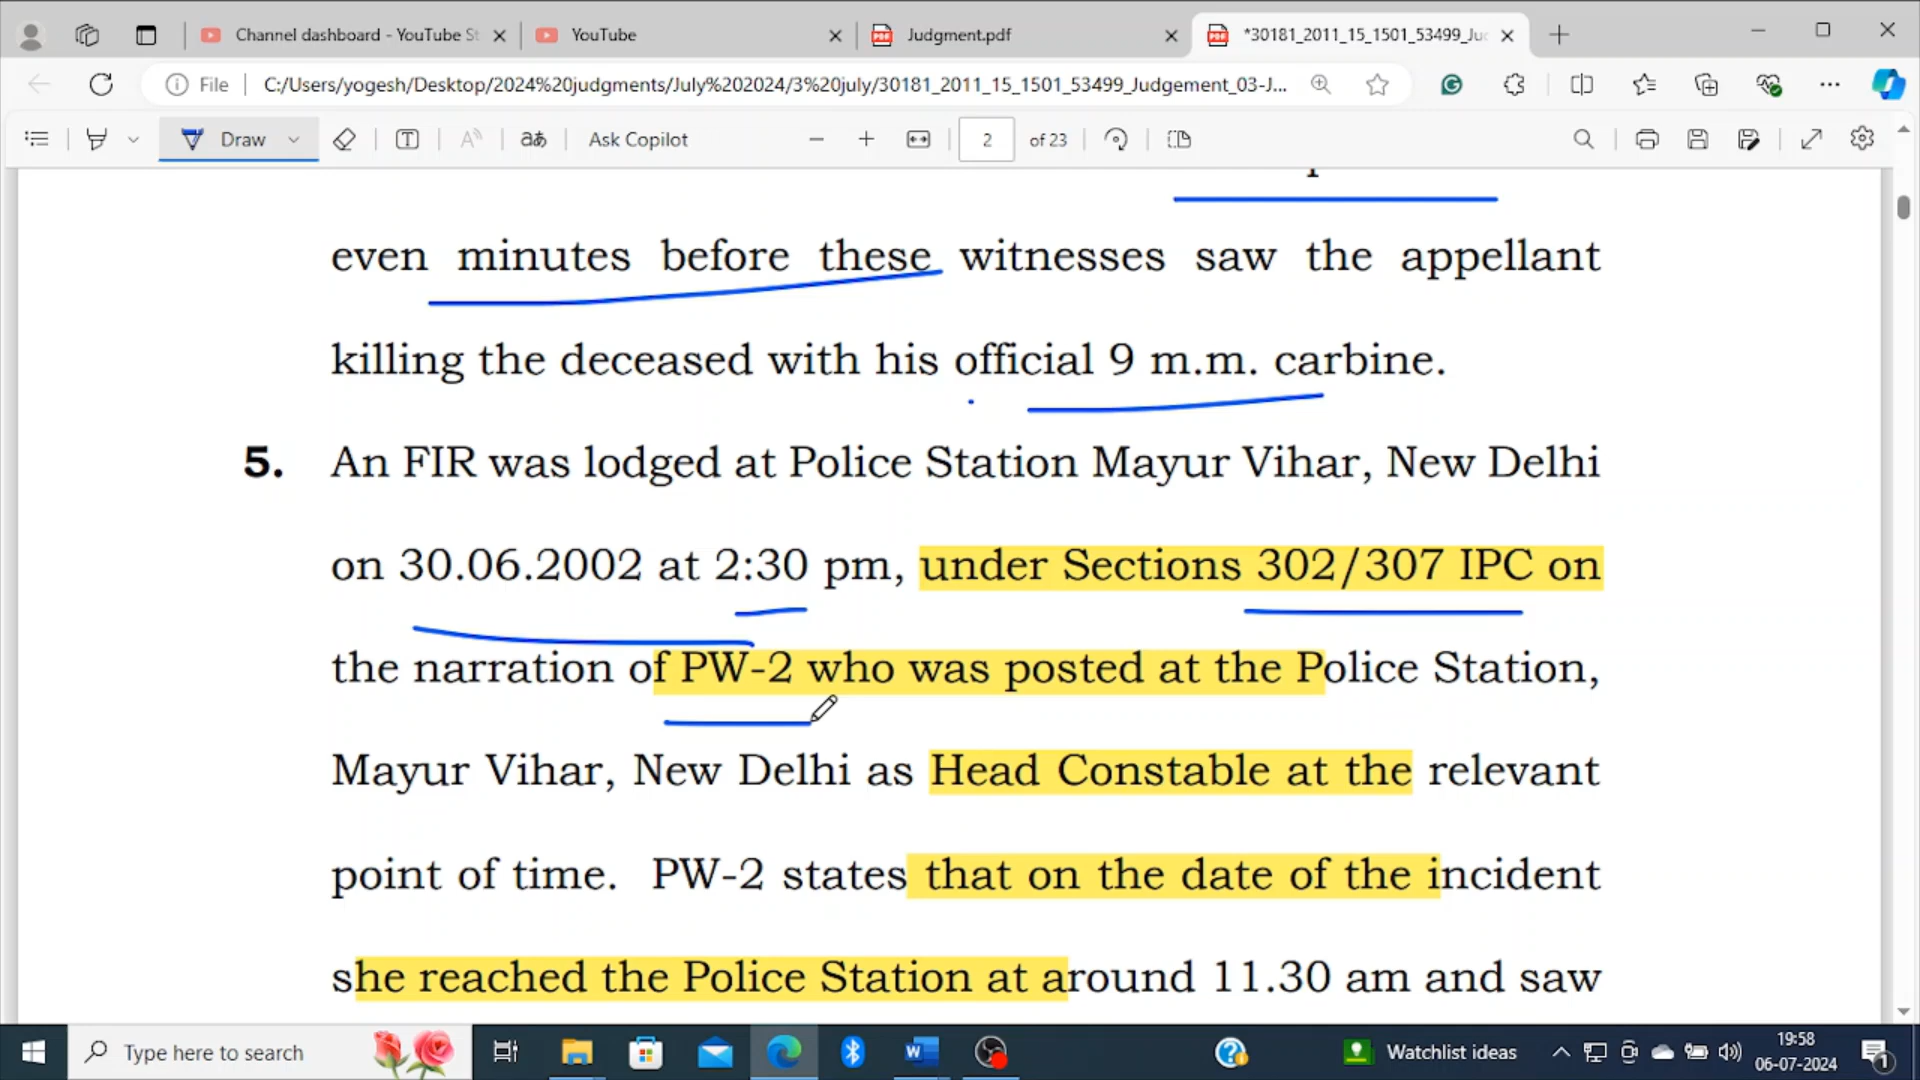 Channel dashboard - YouTube St
YouTube
Judgment.pdf
*30181_2011_15_1501_53499_Ju
File
C:/Users/yogesh/Desktop/2024%20judgments/July%202024/3%20july/30181_2011_15_1501_53499_Judgement_03-J...
Draw
aあ
Ask Copilot
2
of 23
even minutes before these witnesses saw the appellant
killing the deceased with his official 9 m.m. carbine.
5. An FIR was lodged at Police Station Mayur Vihar, New Delhi
on 30.06.2002 at 2:30 pm, under Sections 302/307 IPC on
the narration of PW-2 who was posted at the Police Station,
Mayur Vihar, New Delhi as Head Constable at the relevant
point of time. PW-2 states that on the date of the incident
she reached the Police Station at around 11.30 am and saw
Type here to search
Watchlist ideas
19:58
06-07-2024
1